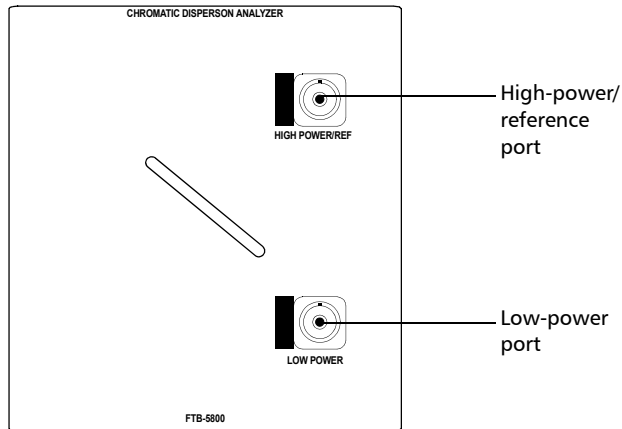 CHROMATIC DISPERSON ANALYZER
HIGH POWER/REF
High-power/
reference
port
LOW POWER
Low-power
port
FTB-5800